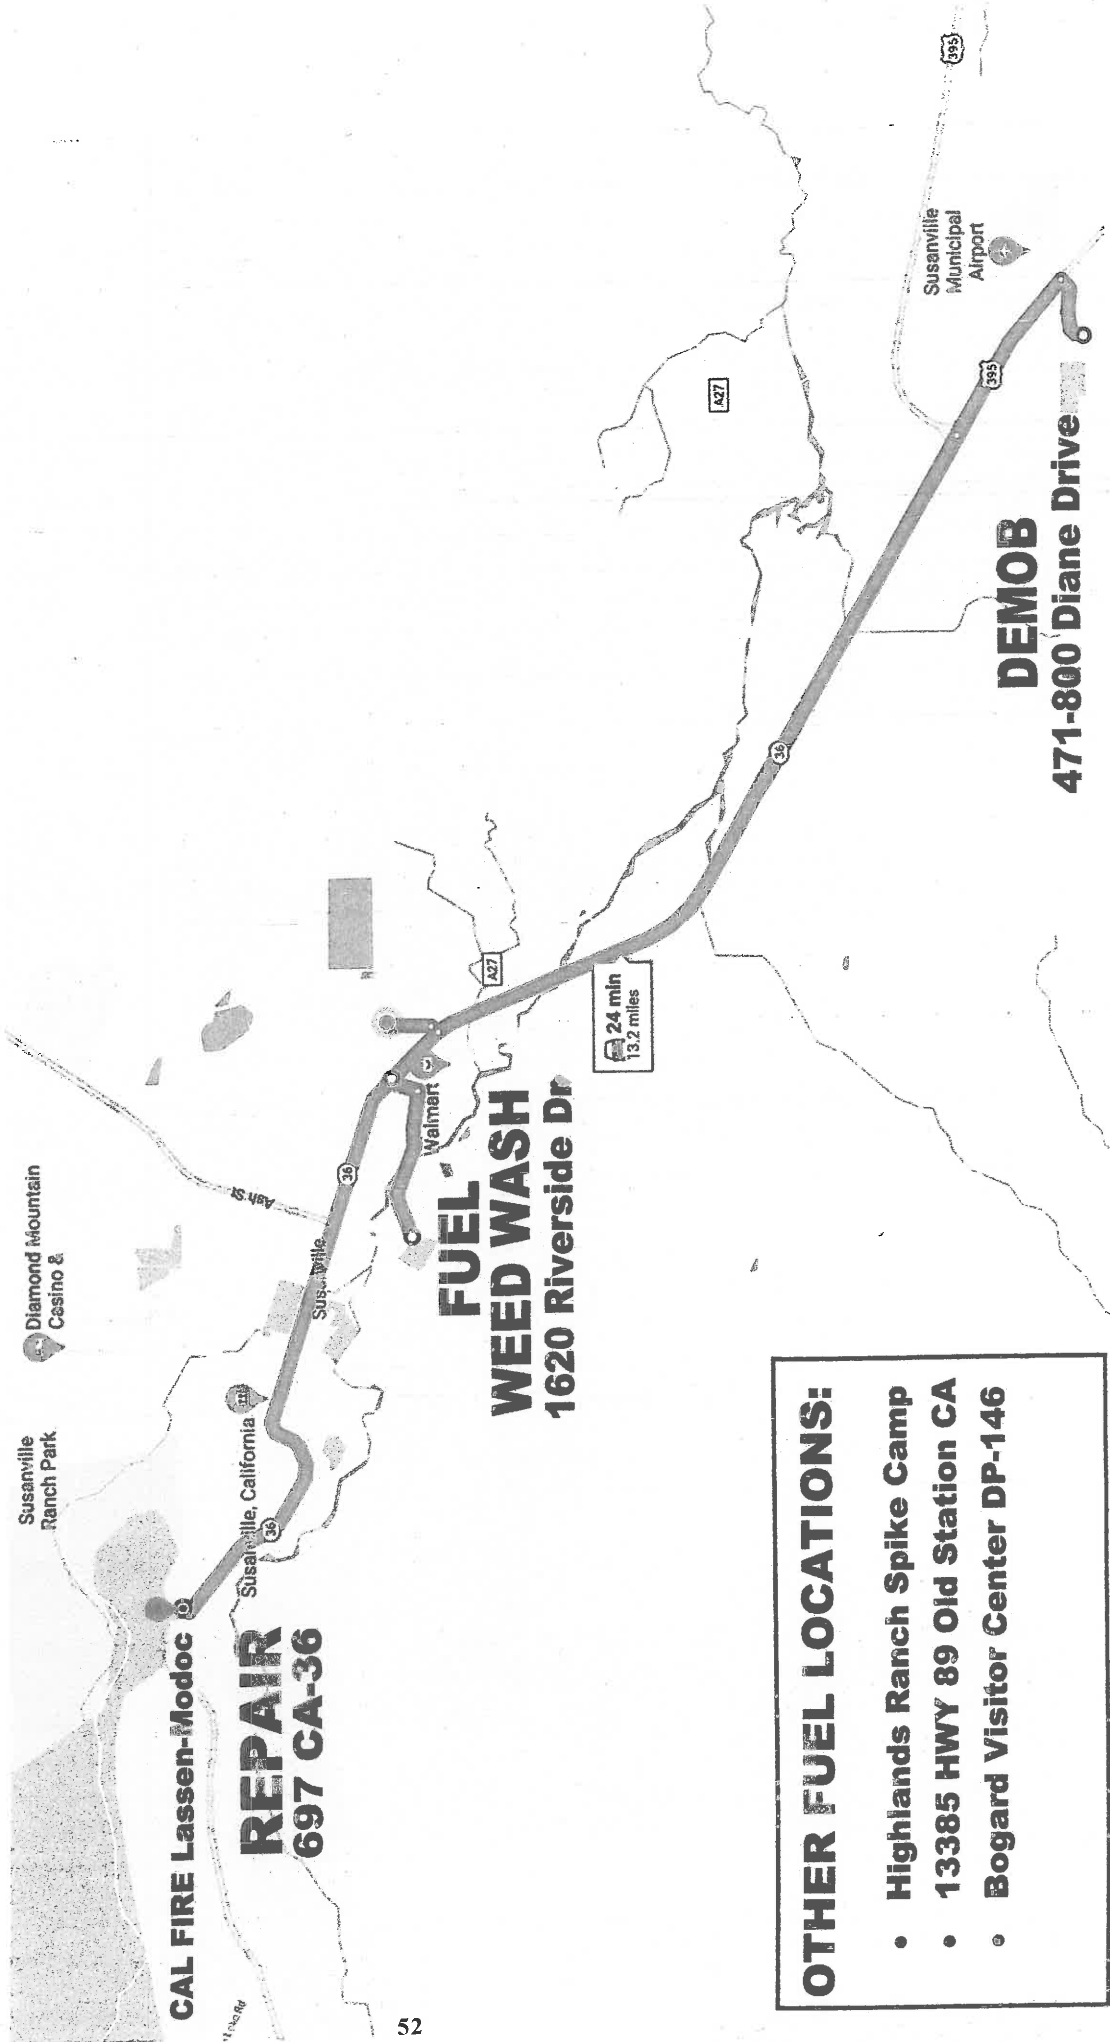 Susanville
Ranch Park
Diamond Mountain
Casino &
CAL FIRE Lassen-Modoc
REPAIR
697 CA-36
Susanville, California
36
Susanville
36
Ash St
Walmart
FUEL
WEED WASH
1620 Riverside Dr
A27
24 min
13.2 miles
36
A27
395
395
Susanville
Municipal
Airport
DEMOB
471-800 Diane Drive
OTHER FUEL LOCATIONS:
• Highlands Ranch Spike Camp
• 13385 HWY 89 Old Station CA
• Bogard Visitor Center DP-146
52